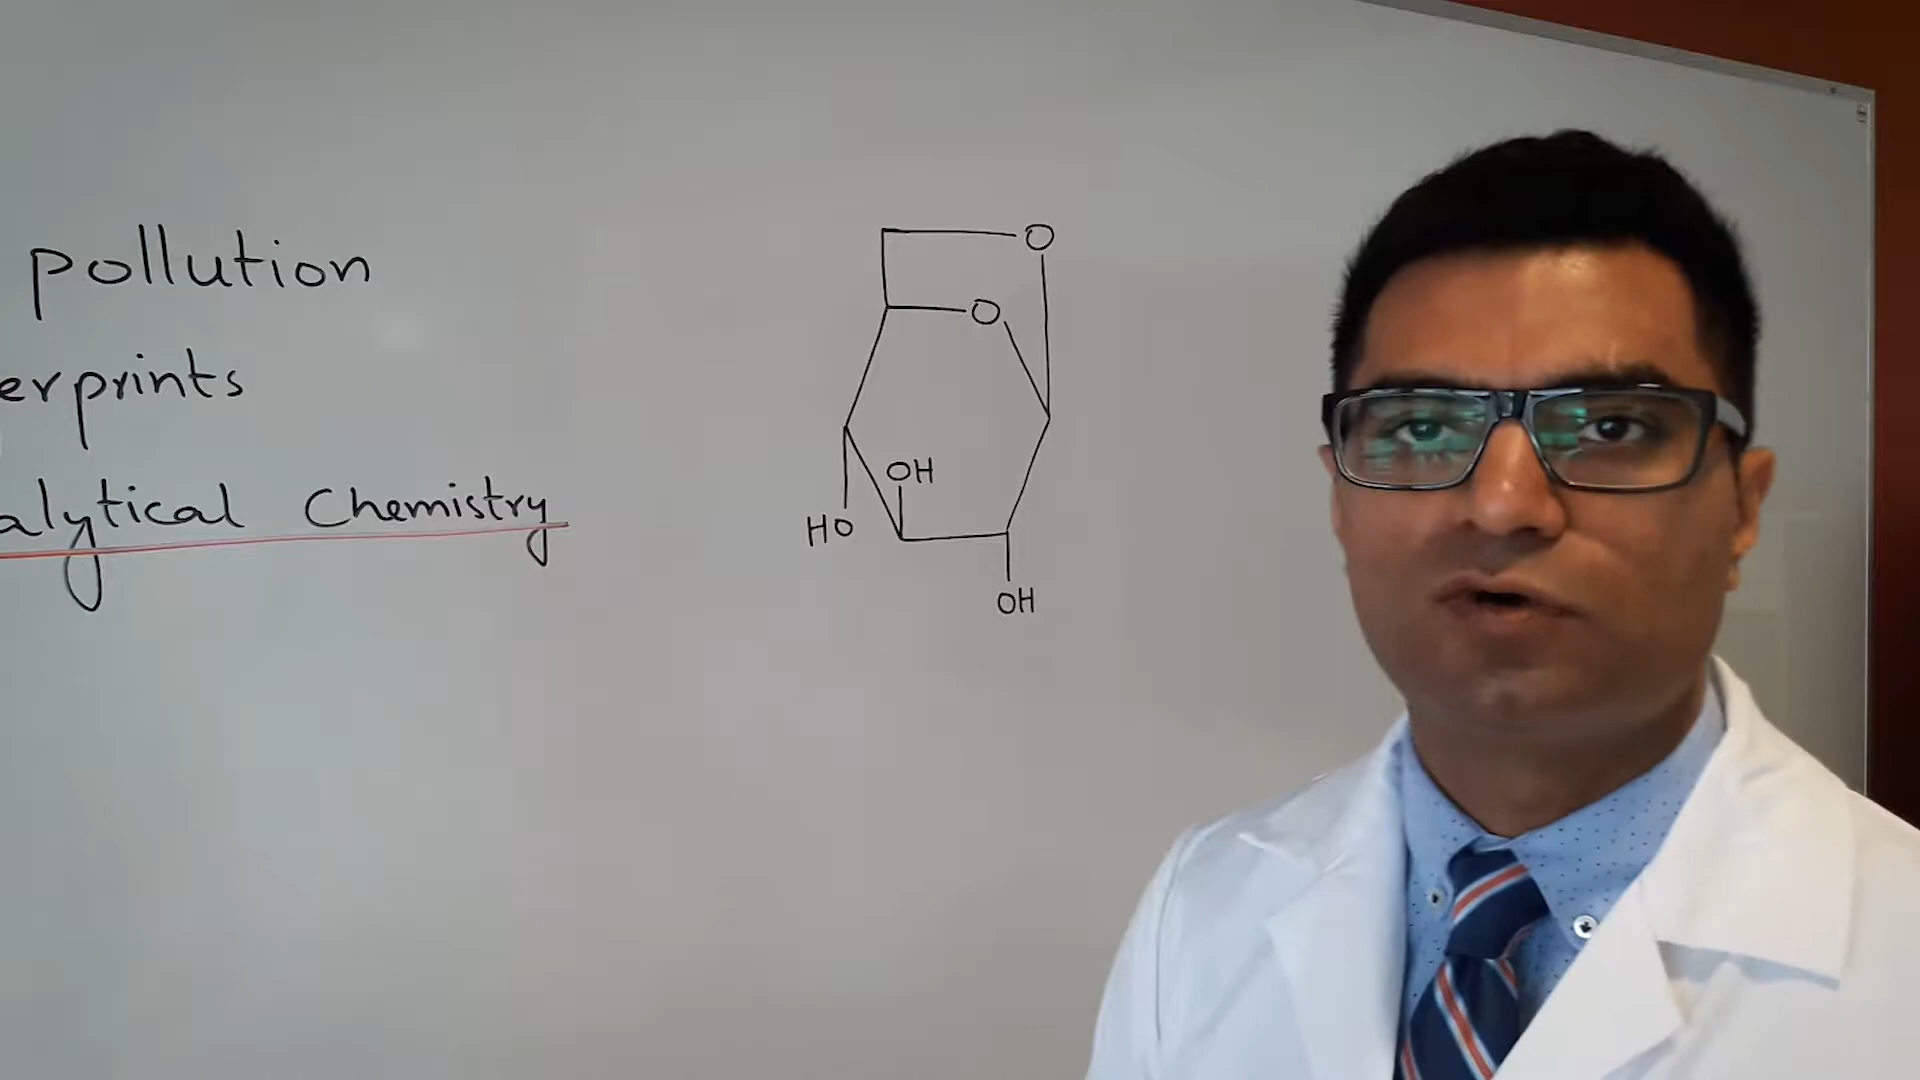 pollution
erprints
alytical Chemistry
O
O
OH
HO
OH